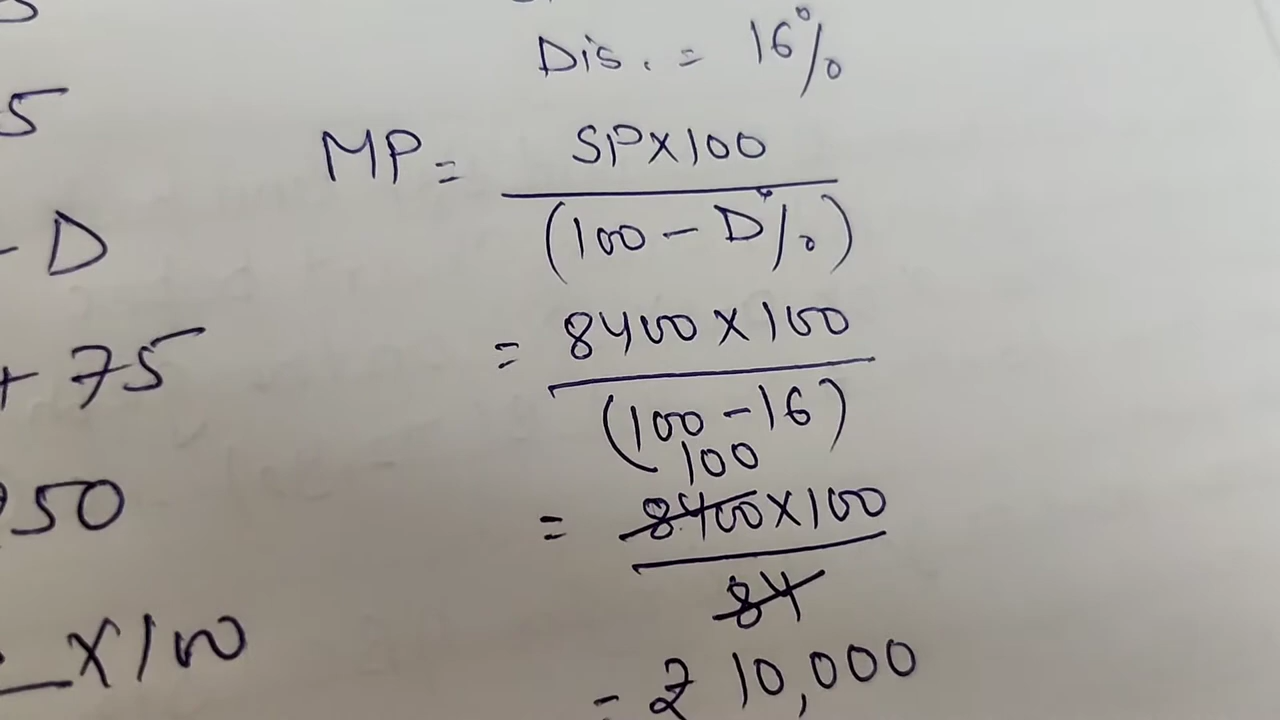 5
- D
+ 75
50
x 100
Dis. = 16%
MP = SP x 100
(100 - D%)
= 8400 x 100
(100 - 16)
100
= 8400 x 100
84
= ₹ 10,000